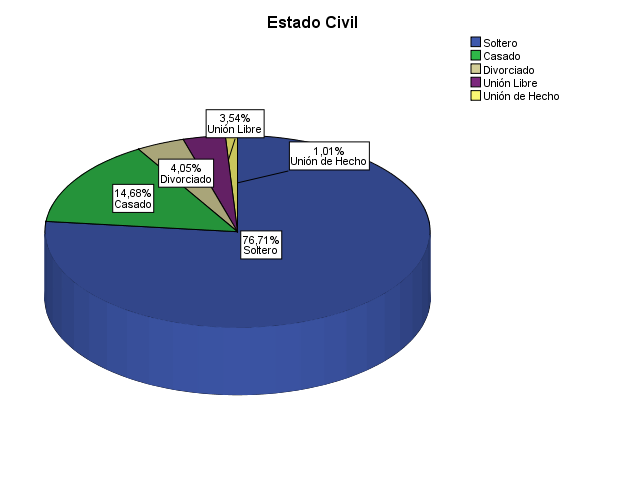 Estado Civil
Soltero
Casado
Divorciado
Unión Libre
Unión de Hecho
3,54%
Unión Libre
1,01%
Unión de Hecho
4,05%
Divorciado
14,68%
Casado
76,71%
Soltero